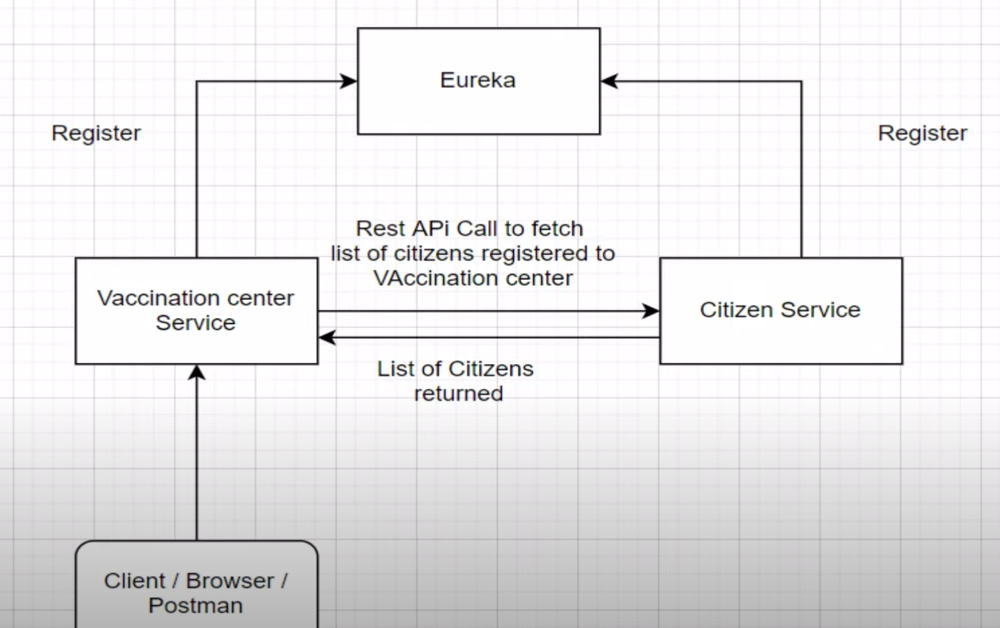 Eureka
Register
Register
Rest APi Call to fetch
list of citizens registered to
VAccination center
Vaccination center
Service
Citizen Service
List of Citizens
returned
Client / Browser /
Postman